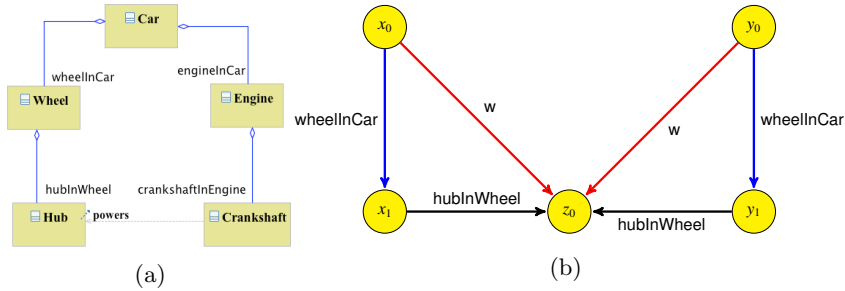 Car
wheelInCar
engineInCar
Wheel
Engine
hubInWheel
crankshaftInEngine
Hub
powers
Crankshaft
(a)
x0
y0
w
w
wheelInCar
wheelInCar
hubInWheel
x1
z0
y1
hubInWheel
(b)